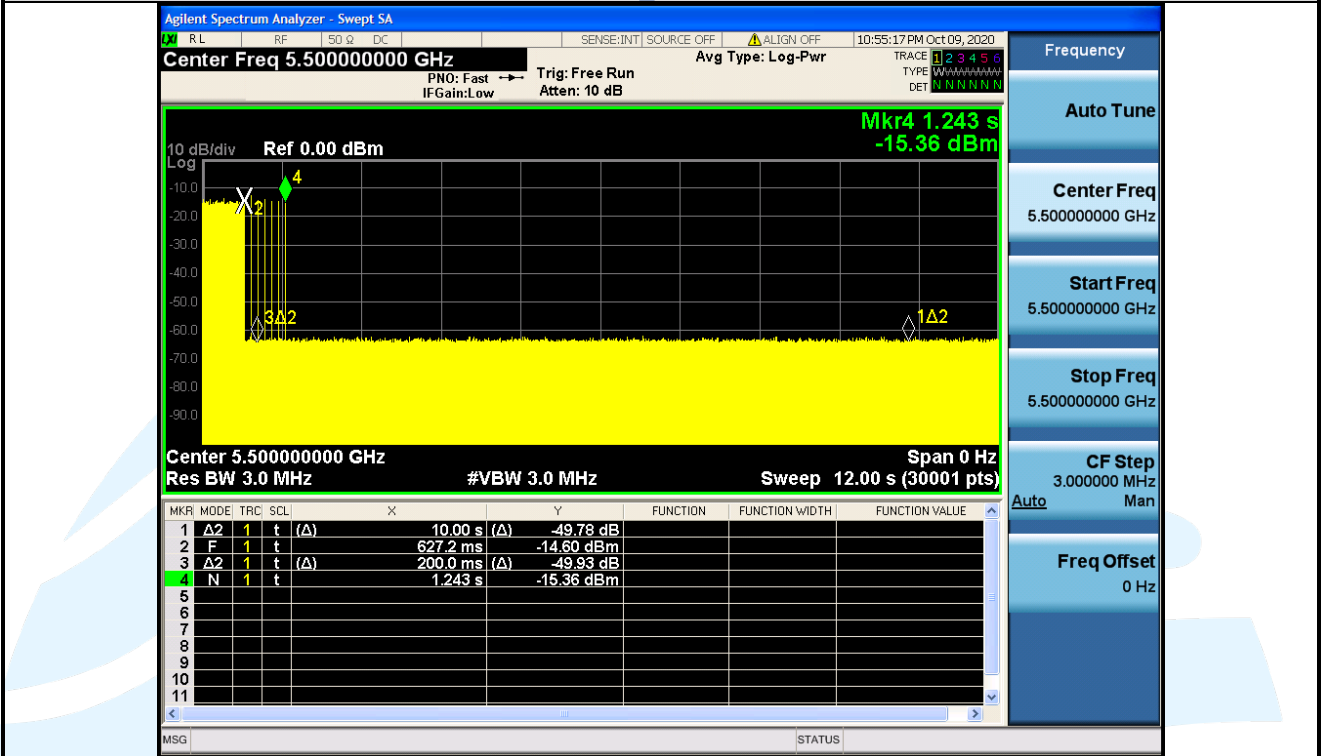 Agilent Spectrum Analyzer - Swept SA
LXI RL RF 50 Ω DC SENSE:INT SOURCE OFF ALIGN OFF 10:55:17 PM Oct 09, 2020
Center Freq 5.500000000 GHz
PNO: Fast
IFGain:Low
Trig: Free Run
Atten: 10 dB
Avg Type: Log-Pwr
TRACE 1 2 3 4 5 6
TYPE W
DET N N N N N N
Mkr4 1.243 s
-15.36 dBm
10 dB/div
Log
Ref 0.00 dBm
-10.0
-20.0
-30.0
-40.0
-50.0
-60.0
-70.0
-80.0
-90.0
4
2
3Δ2
1Δ2
Center 5.500000000 GHz Span 0 Hz
Res BW 3.0 MHz #VBW 3.0 MHz Sweep 12.00 s (30001 pts)
MKR MODE TRC SCL X Y FUNCTION FUNCTION WIDTH FUNCTION VALUE
1 Δ2 1 t (Δ) 10.00 s (Δ) -49.78 dB
2 F 1 t 627.2 ms -14.60 dBm
3 Δ2 1 t (Δ) 200.0 ms (Δ) -49.93 dB
4 N 1 t 1.243 s -15.36 dBm
5
6
7
8
9
10
11
MSG STATUS
Frequency
Auto Tune
Center Freq
5.500000000 GHz
Start Freq
5.500000000 GHz
Stop Freq
5.500000000 GHz
CF Step
3.000000 MHz
Auto Man
Freq Offset
0 Hz